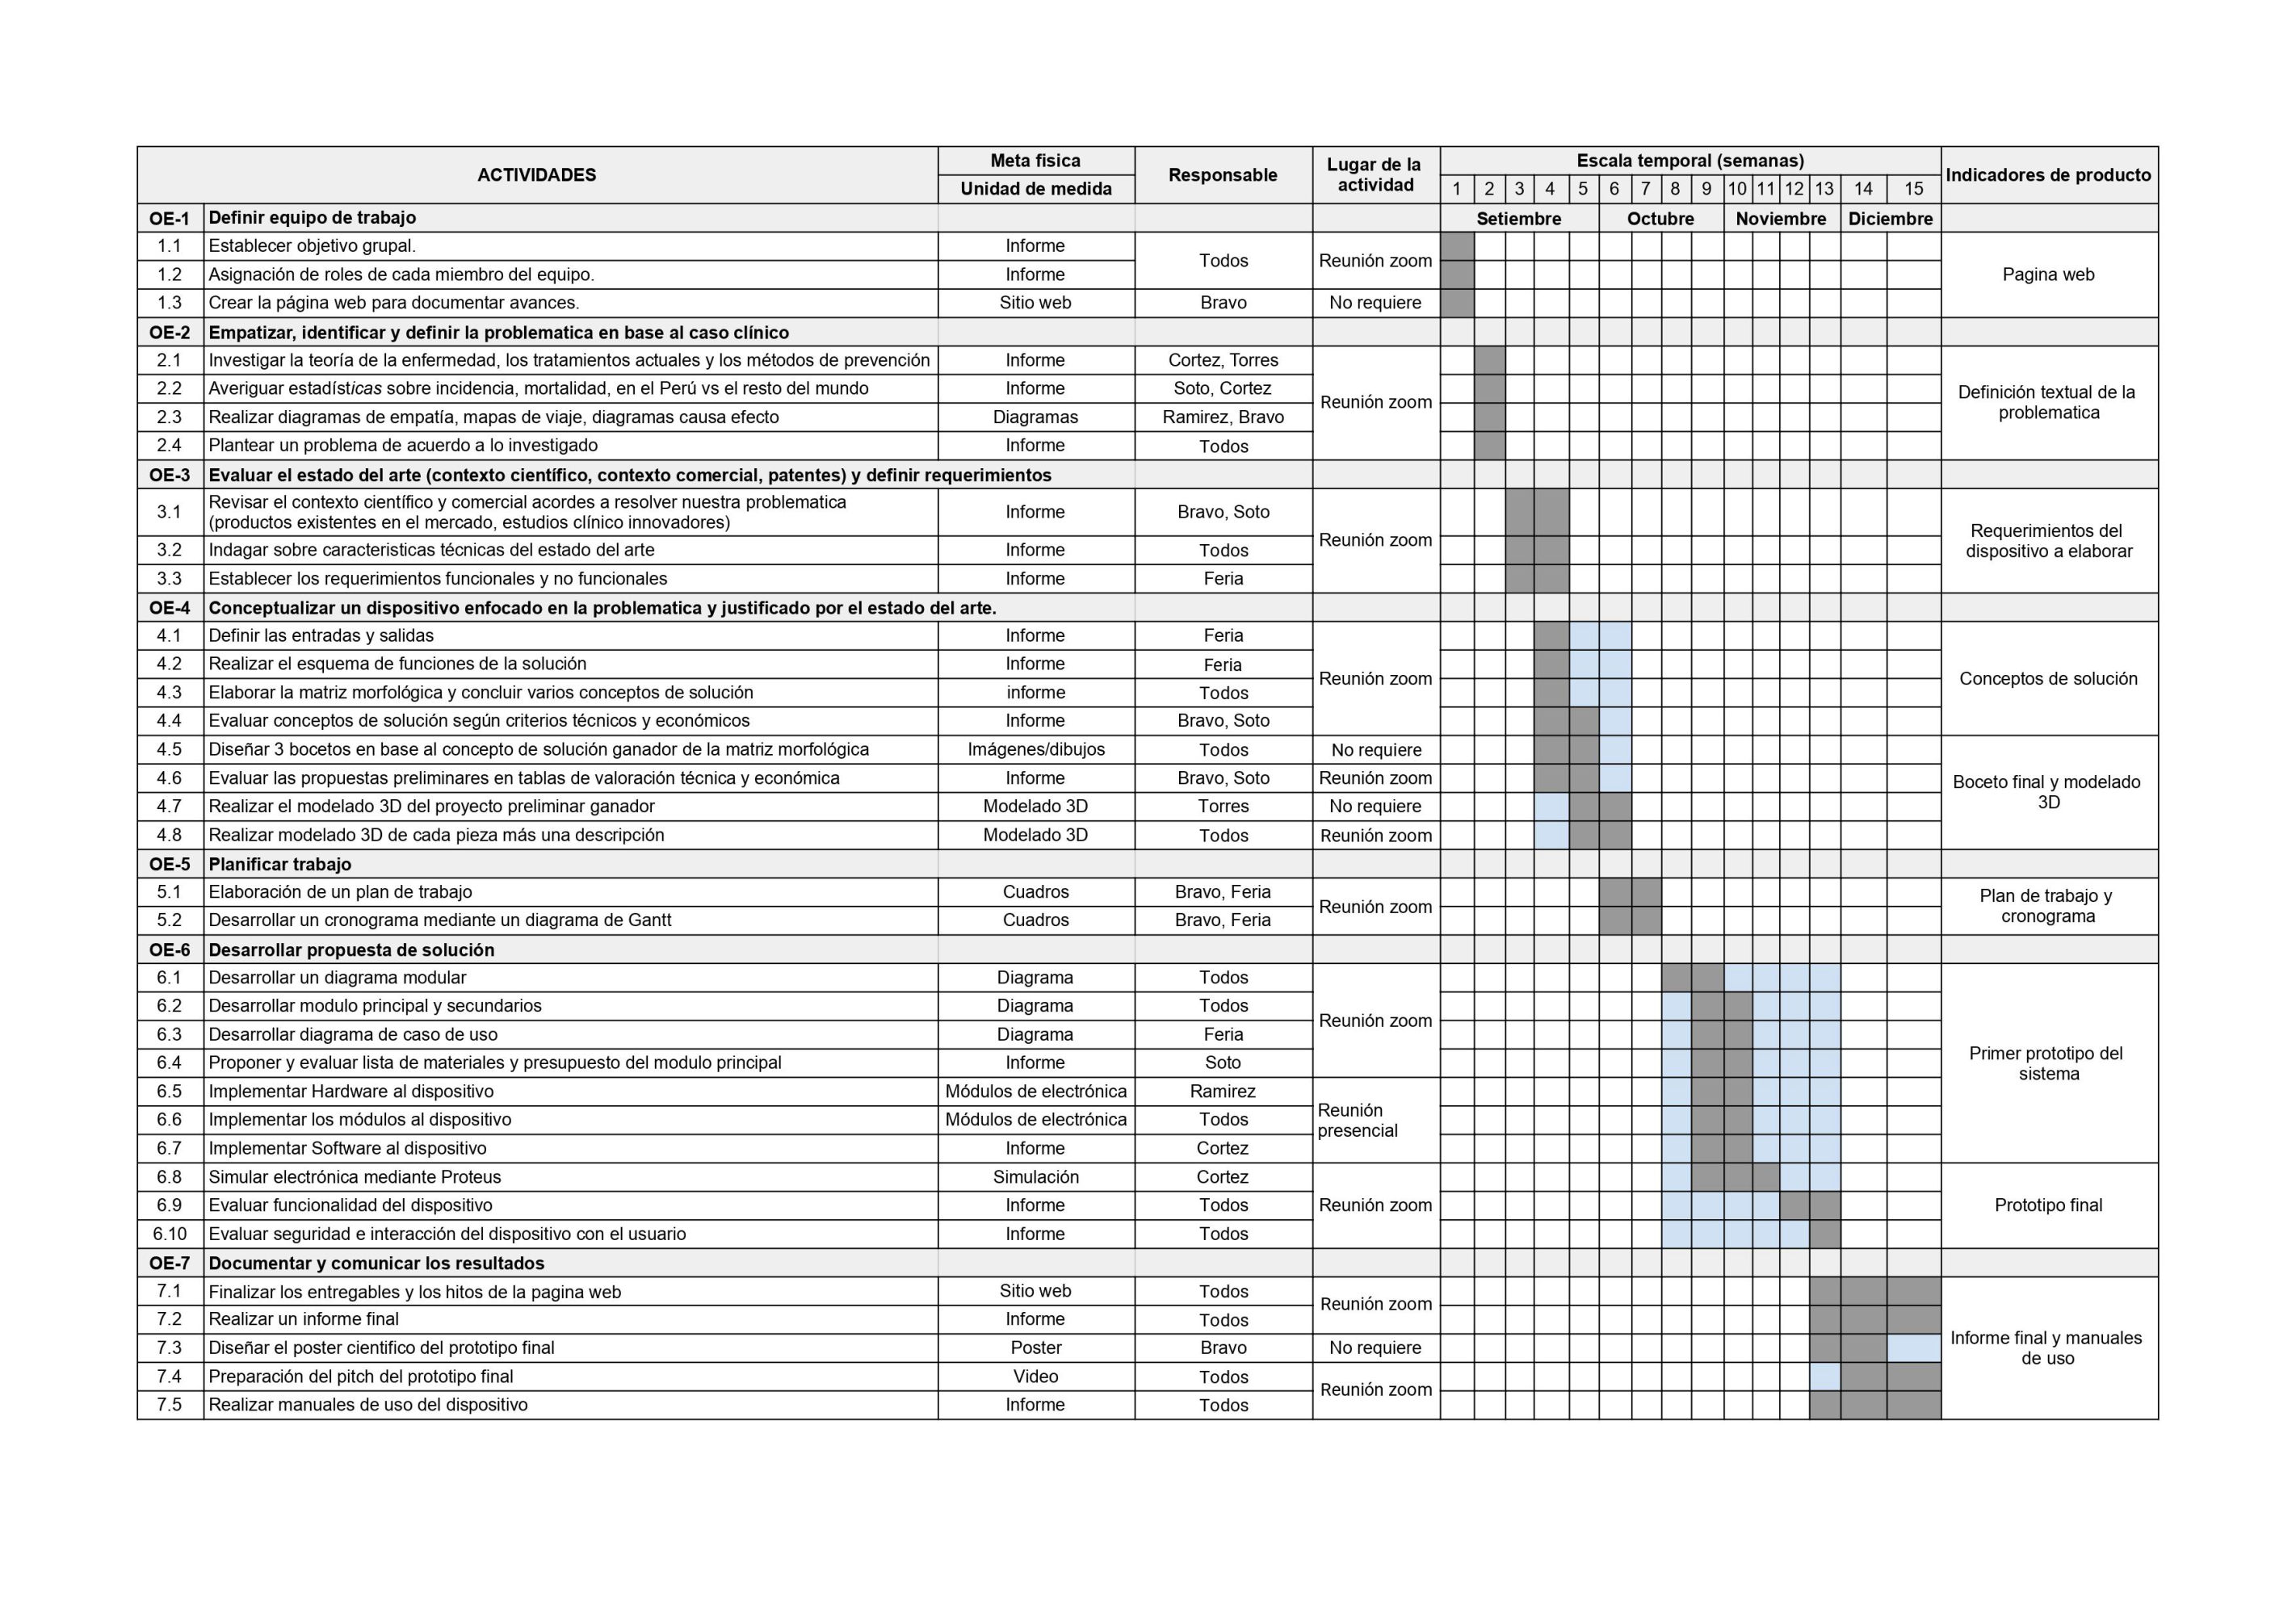 ACTIVIDADES Meta fisica Responsable Lugar de la actividad Escala temporal (semanas) Indicadores de producto
Unidad de medida 1 2 3 4 5 6 7 8 9 10 11 12 13 14 15
OE-1 Definir equipo de trabajo Setiembre Octubre Noviembre Diciembre
1.1 Establecer objetivo grupal. Informe Todos Reunión zoom Pagina web
1.2 Asignación de roles de cada miembro del equipo. Informe
1.3 Crear la página web para documentar avances. Sitio web Bravo No requiere
OE-2 Empatizar, identificar y definir la problematica en base al caso clínico
2.1 Investigar la teoría de la enfermedad, los tratamientos actuales y los métodos de prevención Informe Cortez, Torres Reunión zoom Definición textual de la problematica
2.2 Averiguar estadísticas sobre incidencia, mortalidad, en el Perú vs el resto del mundo Informe Soto, Cortez
2.3 Realizar diagramas de empatía, mapas de viaje, diagramas causa efecto Diagramas Ramirez, Bravo
2.4 Plantear un problema de acuerdo a lo investigado Informe Todos
OE-3 Evaluar el estado del arte (contexto científico, contexto comercial, patentes) y definir requerimientos
3.1 Revisar el contexto científico y comercial acordes a resolver nuestra problematica
(productos existentes en el mercado, estudios clínico innovadores) Informe Bravo, Soto Reunión zoom Requerimientos del dispositivo a elaborar
3.2 Indagar sobre caracteristicas técnicas del estado del arte Informe Todos
3.3 Establecer los requerimientos funcionales y no funcionales Informe Feria
OE-4 Conceptualizar un dispositivo enfocado en la problematica y justificado por el estado del arte.
4.1 Definir las entradas y salidas Informe Feria Reunión zoom Conceptos de solución
4.2 Realizar el esquema de funciones de la solución Informe Feria
4.3 Elaborar la matriz morfológica y concluir varios conceptos de solución informe Todos
4.4 Evaluar conceptos de solución según criterios técnicos y económicos Informe Bravo, Soto
4.5 Diseñar 3 bocetos en base al concepto de solución ganador de la matriz morfológica Imágenes/dibujos Todos No requiere Boceto final y modelado 3D
4.6 Evaluar las propuestas preliminares en tablas de valoración técnica y económica Informe Bravo, Soto Reunión zoom
4.7 Realizar el modelado 3D del proyecto preliminar ganador Modelado 3D Torres No requiere
4.8 Realizar modelado 3D de cada pieza más una descripción Modelado 3D Todos Reunión zoom
OE-5 Planificar trabajo
5.1 Elaboración de un plan de trabajo Cuadros Bravo, Feria Reunión zoom Plan de trabajo y cronograma
5.2 Desarrollar un cronograma mediante un diagrama de Gantt Cuadros Bravo, Feria
OE-6 Desarrollar propuesta de solución
6.1 Desarrollar un diagrama modular Diagrama Todos Reunión zoom Primer prototipo del sistema
6.2 Desarrollar modulo principal y secundarios Diagrama Todos
6.3 Desarrollar diagrama de caso de uso Diagrama Feria
6.4 Proponer y evaluar lista de materiales y presupuesto del modulo principal Informe Soto
6.5 Implementar Hardware al dispositivo Módulos de electrónica Ramirez Reunión presencial
6.6 Implementar los módulos al dispositivo Módulos de electrónica Todos
6.7 Implementar Software al dispositivo Informe Cortez
6.8 Simular electrónica mediante Proteus Simulación Cortez Reunión zoom Prototipo final
6.9 Evaluar funcionalidad del dispositivo Informe Todos
6.10 Evaluar seguridad e interacción del dispositivo con el usuario Informe Todos
OE-7 Documentar y comunicar los resultados
7.1 Finalizar los entregables y los hitos de la pagina web Sitio web Todos Reunión zoom Informe final y manuales de uso
7.2 Realizar un informe final Informe Todos
7.3 Diseñar el poster cientifico del prototipo final Poster Bravo No requiere
7.4 Preparación del pitch del prototipo final Video Todos Reunión zoom
7.5 Realizar manuales de uso del dispositivo Informe Todos